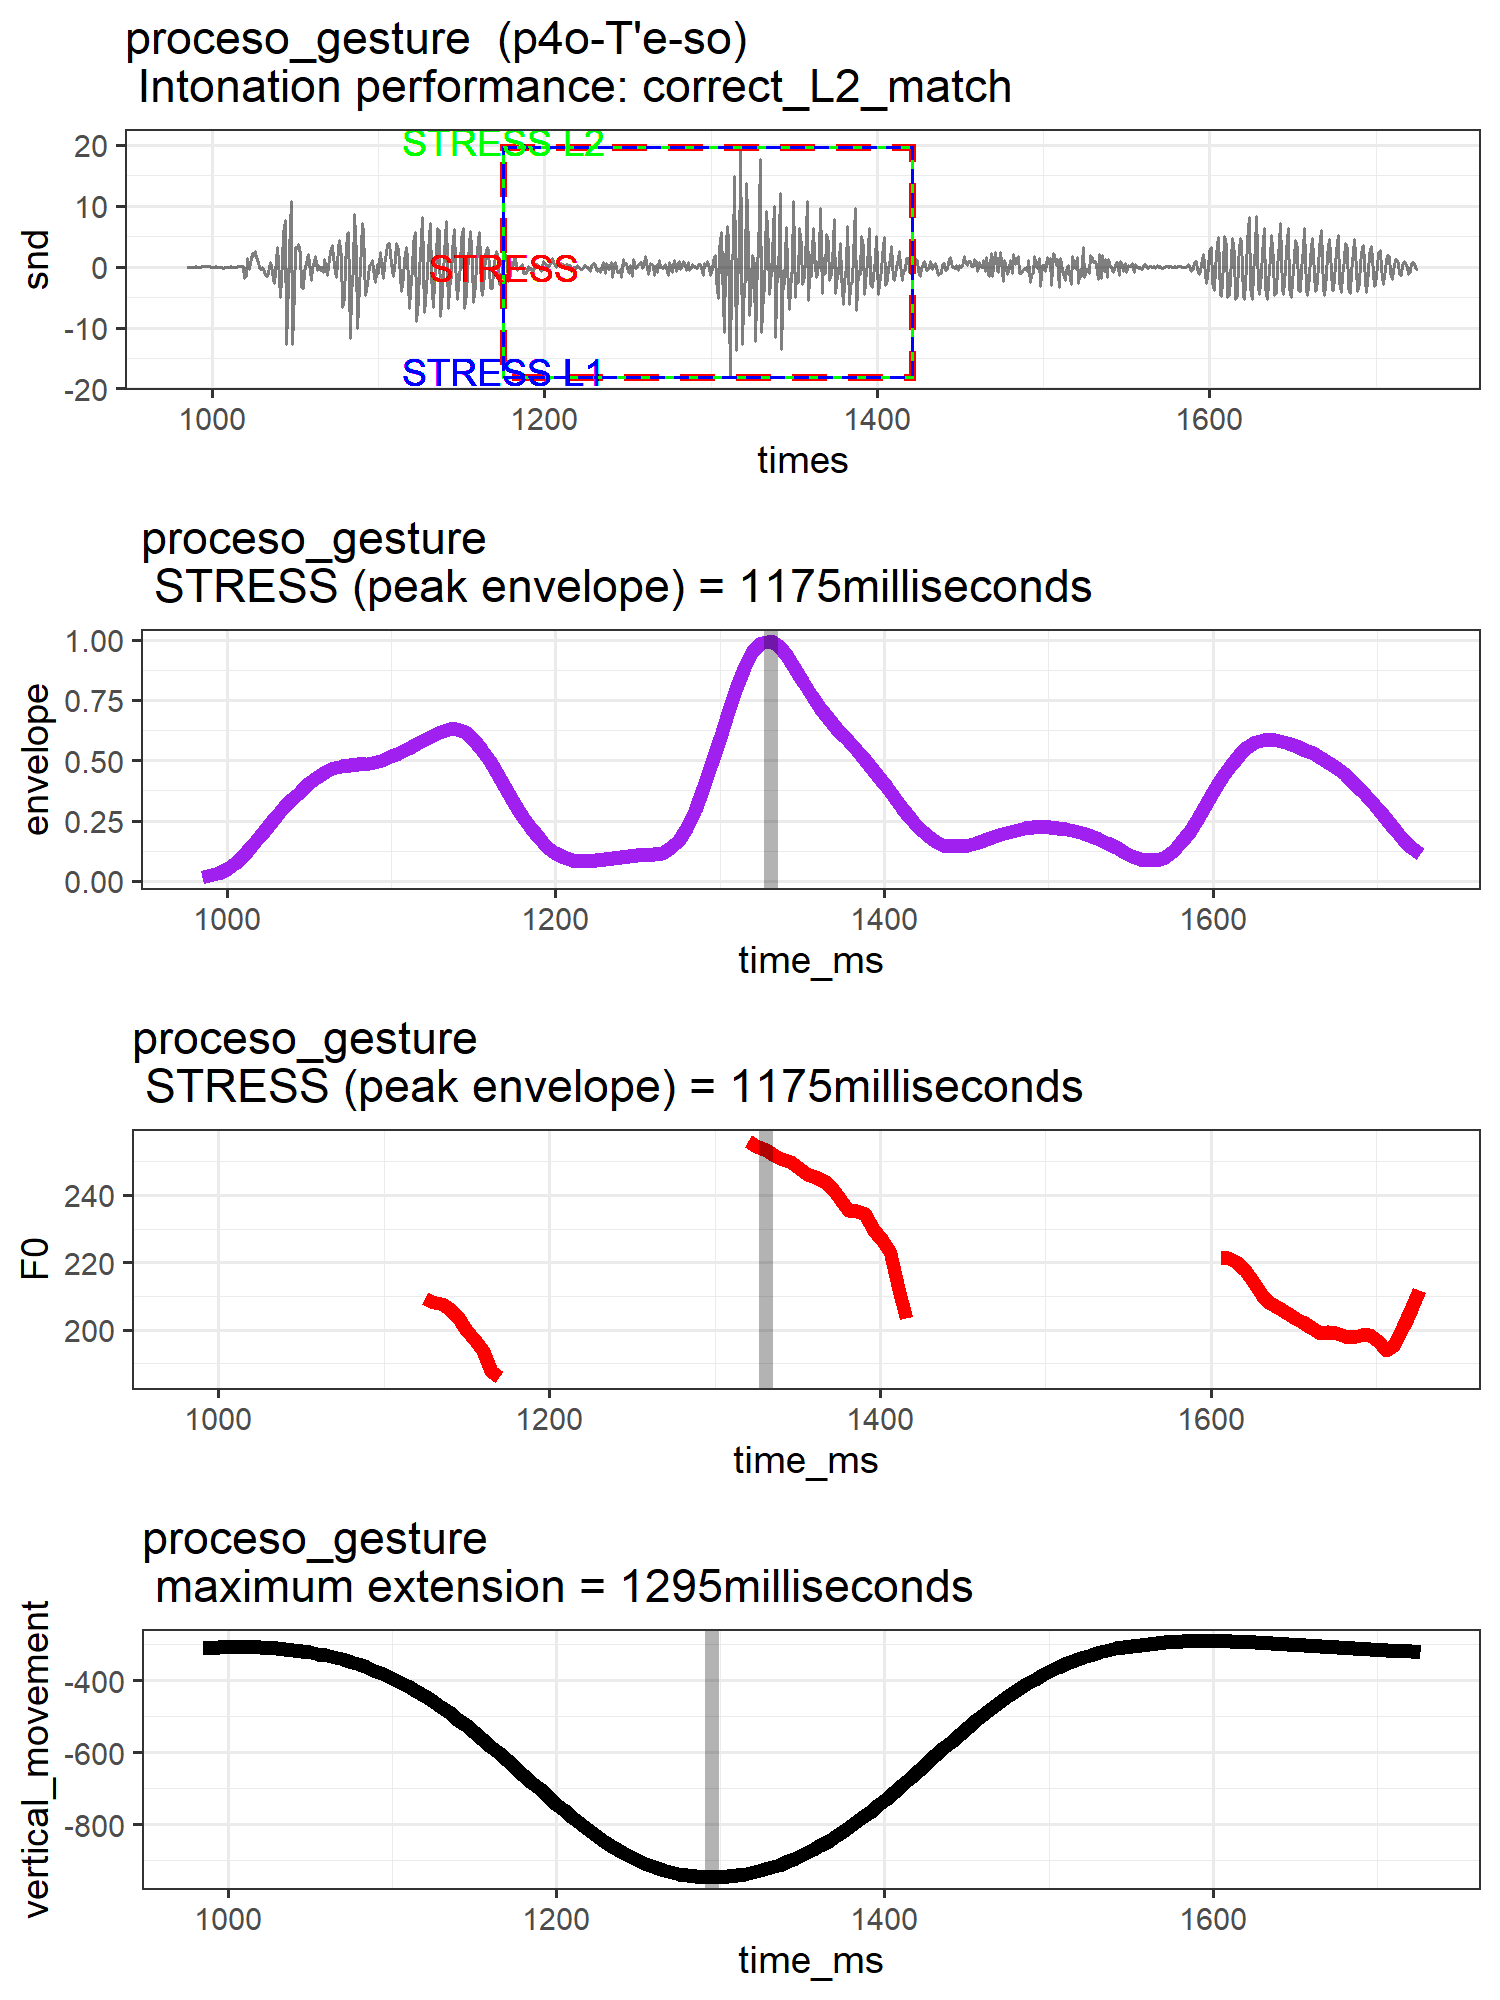 proceso_gesture  (p4o-T'e-so)
Intonation performance: correct_L2_match
20
10
0
-10
-20
snd
STRESS L2
STRESS
STRESS L1
1000 1200 1400 1600
times
proceso_gesture
STRESS (peak envelope) = 1175milliseconds
1.00
0.75
0.50
0.25
0.00
envelope
1000 1200 1400 1600
time_ms
proceso_gesture
STRESS (peak envelope) = 1175milliseconds
240
220
200
F0
1000 1200 1400 1600
time_ms
proceso_gesture
maximum extension = 1295milliseconds
-400
-600
-800
vertical_movement
1000 1200 1400 1600
time_ms